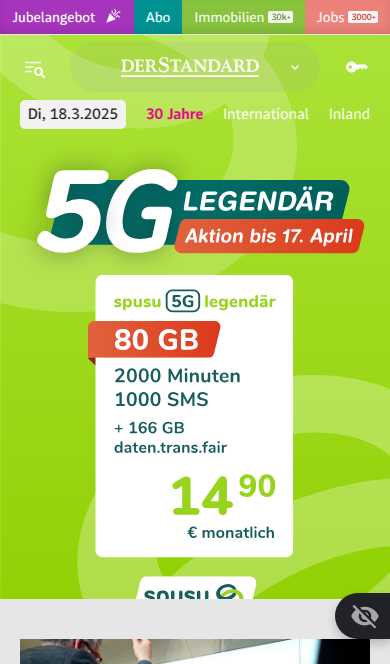 Jubelangebot Abo Immobilien 30k+ Jobs 3000+
DERSTANDARD
Di, 18.3.2025 30 Jahre International Inland
5G LEGENDÄR
Aktion bis 17. April
spusu 5G legendär
80 GB
2000 Minuten
1000 SMS
+ 166 GB
daten.trans.fair
14 90
€ monatlich
spusu